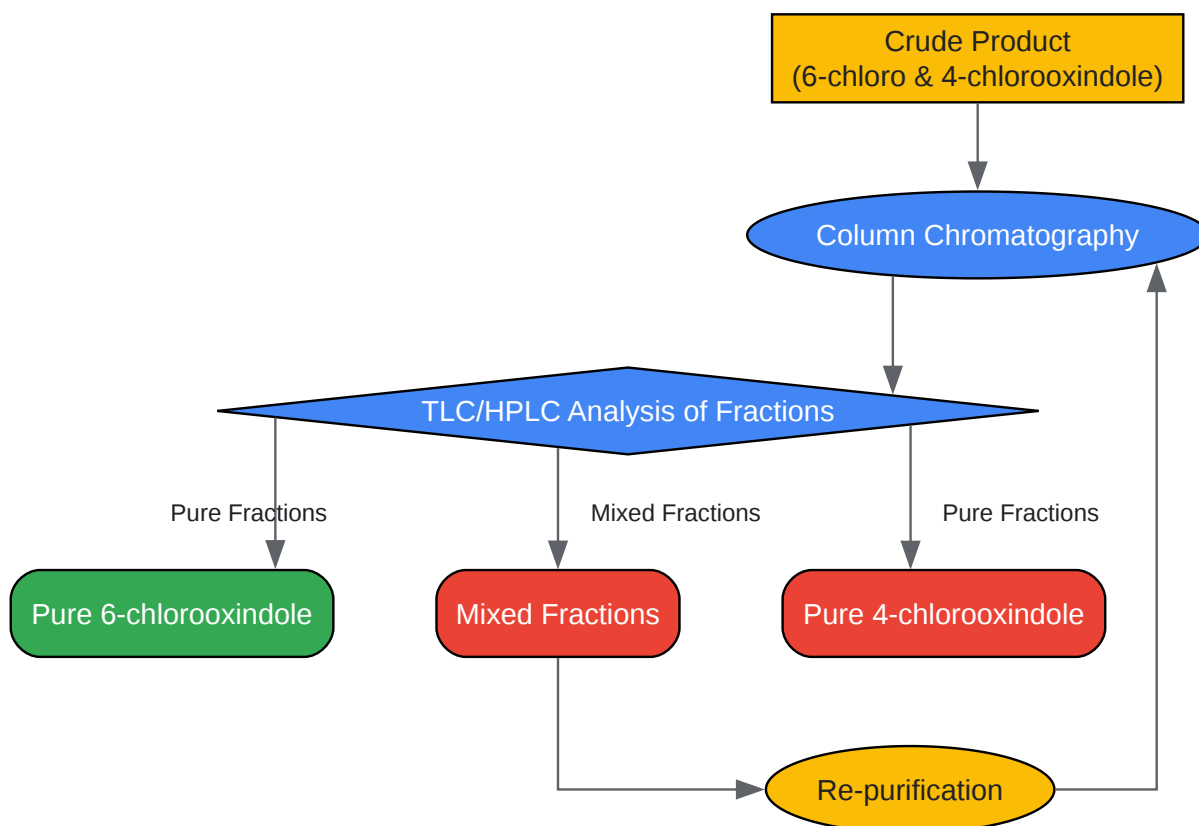 Crude Product
(6-chloro & 4-chlorooxindole)
Column Chromatography
TLC/HPLC Analysis of Fractions
Pure Fractions
Mixed Fractions
Pure Fractions
Pure 6-chlorooxindole
Mixed Fractions
Pure 4-chlorooxindole
Re-purification